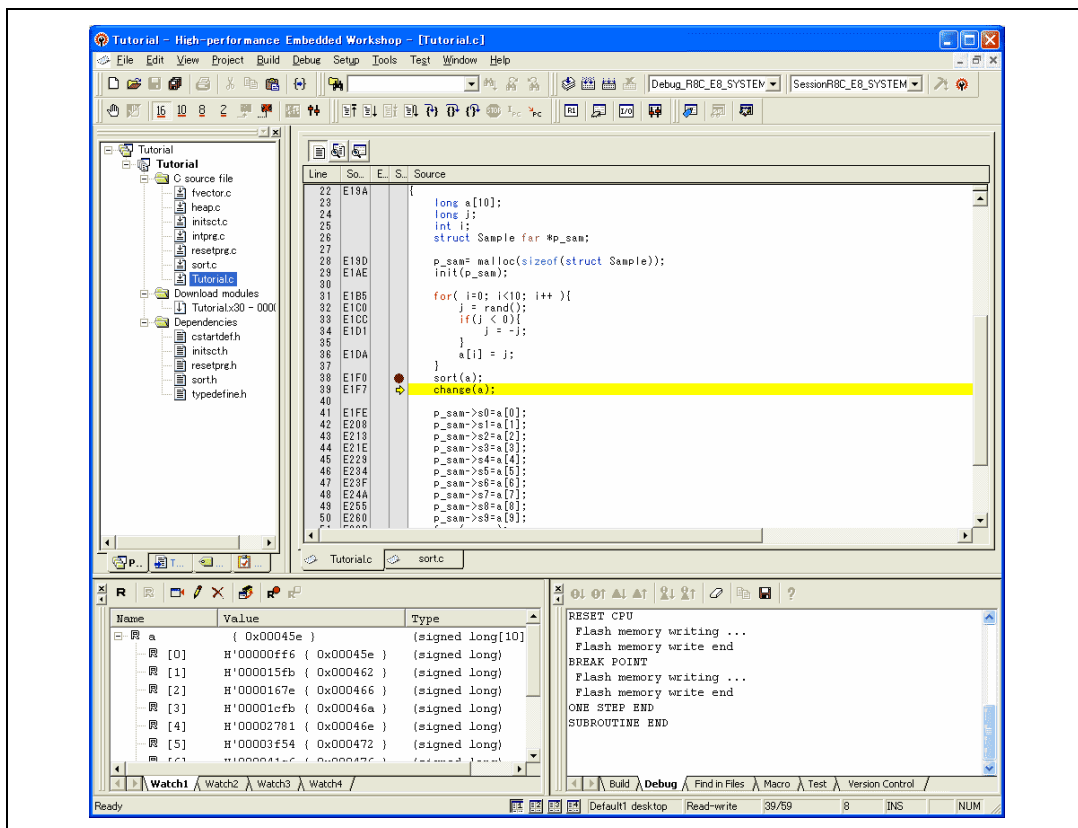 Tutorial - High-performance Embedded Workshop - [Tutorial.c]
File Edit View Project Build Debug Setup Tools Test Window Help
Debug_R8C_E8_SYSTEM SessionR8C_E8_SYSTEM
16 10 8 2
Tutorial
Tutorial
C source file
fvector.c
heap.c
initsct.c
intprg.c
resetprg.c
sort.c
Tutorial.c
Download modules
Tutorial.x30 - 0000
Dependencies
cstartdef.h
initsct.h
resetprg.h
sort.h
typedefine.h
P.. T...
Line So... E.. S.. Source
22 E19A {
23 long a[10];
24 long j;
25 int i;
26 struct Sample far *p_sam;
27
28 E19D p_sam= malloc(sizeof(struct Sample));
29 E1AE init(p_sam);
30
31 E1B5 for( i=0; i<10; i++ ){
32 E1C0 j = rand();
33 E1CC if(j < 0){
34 E1D1 j = -j;
35 }
36 E1DA a[i] = j;
37 }
38 E1F0 sort(a);
39 E1F7 change(a);
40
41 E1FE p_sam->s0=a[0];
42 E208 p_sam->s1=a[1];
43 E213 p_sam->s2=a[2];
44 E21E p_sam->s3=a[3];
45 E229 p_sam->s4=a[4];
46 E234 p_sam->s5=a[5];
47 E23F p_sam->s6=a[6];
48 E24A p_sam->s7=a[7];
49 E255 p_sam->s8=a[8];
50 E260 p_sam->s9=a[9];
Tutorial.c sort.c
R
Name Value Type
a { 0x00045e } (signed long[10]
[0] H'00000ff6 { 0x00045e } (signed long)
[1] H'000015fb { 0x000462 } (signed long)
[2] H'0000167e { 0x000466 } (signed long)
[3] H'00001cfb { 0x00046a } (signed long)
[4] H'00002781 { 0x00046e } (signed long)
[5] H'00003f54 { 0x000472 } (signed long)
Watch1 Watch2 Watch3 Watch4
RESET CPU
Flash memory writing ...
Flash memory write end
BREAK POINT
Flash memory writing ...
Flash memory write end
ONE STEP END
SUBROUTINE END
Build Debug Find in Files Macro Test Version Control
Ready Default1 desktop Read-write 39/59 8 INS NUM